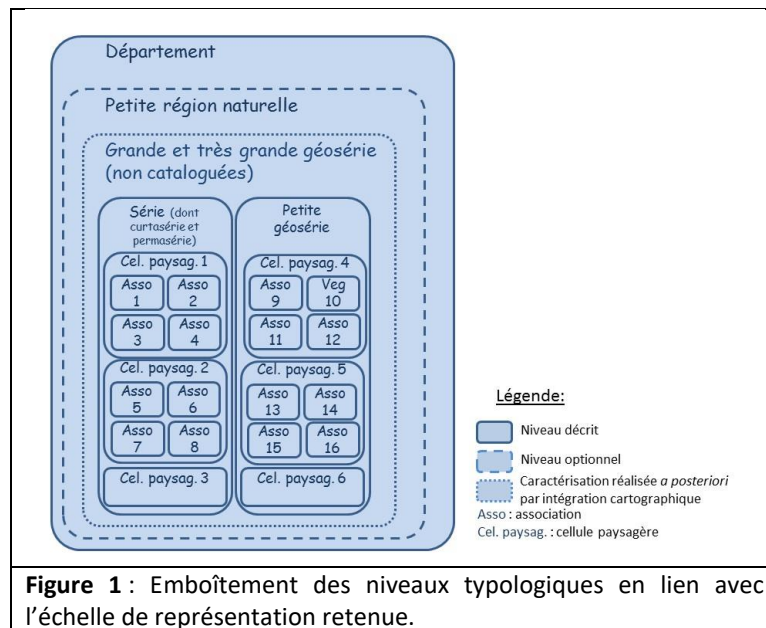 Département
Petite région naturelle
Grande et très grande géosérie
(non cataloguées)
Série (dont
curtasérie et
permasérie)
Cel. paysag. 1
Asso
1
Asso
2
Asso
3
Asso
4
Cel. paysag. 2
Asso
5
Asso
6
Asso
7
Asso
8
Cel. paysag. 3
Petite
géosérie
Cel. paysag. 4
Asso
9
Veg
10
Asso
11
Asso
12
Cel. paysag. 5
Asso
13
Asso
14
Asso
15
Asso
16
Cel. paysag. 6
Légende:
Niveau décrit
Niveau optionnel
Caractérisation réalisée a posteriori
par intégration cartographique
Asso : association
Cel. paysag. : cellule paysagère
Figure 1 : Emboîtement des niveaux typologiques en lien avec
l’échelle de représentation retenue.